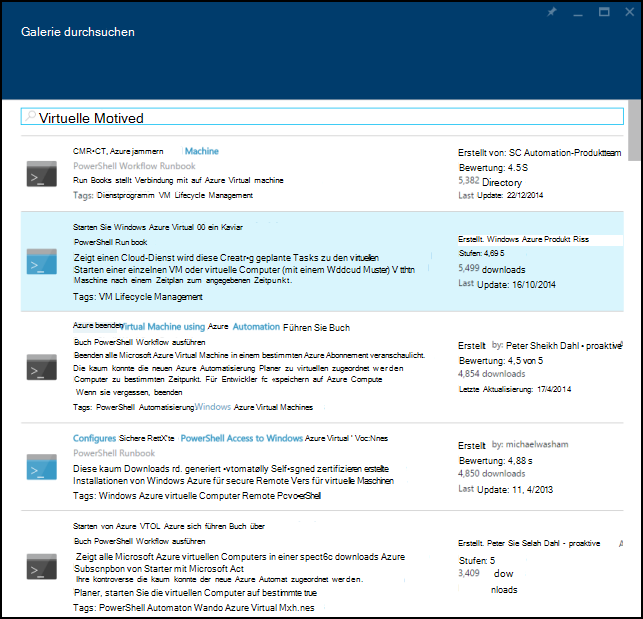 Galerie durchsuchen
Virtuelle Motived
CMR•CT, Azure jammern Machine
PowerShell Workflow Runbook
Run Books stellt Verbindung mit auf Azure Virtual machine
Tags: Dienstprogramm VM Lifecycle Management
Erstellt von: SC Automation-Produktteam
Bewertung: 4.5 S
5,382 Directory
Last Update: 22/12/2014
Starten Sie Windows Azure Virtual 00 ein Kaviar
PowerShell Run book
Zeigt einen Cloud-Dienst wird diese Creatr•g geplante Tasks zu den virtuellen
Starten einer einzelnen VM oder virtuelle Computer (mit einem Wddcud Muster) V tthtn
Maschine nach einem Zeitplan zum angegebenen Zeitpunkt.
Tags: VM Lifecycle Management
Erstellt. Windows Azure Produkt Riss
Stufen: 4,69 5
5,499 downloads
Last Update: 16/10/2014
Azure beenden Virtual Machine using Azure Automation Führen Sie Buch
Buch PowerShell Workflow ausführen
Beenden alle Microsoft Azure Virtual Machine in einem bestimmten Azure Abonnement veranschaulicht.
Die kaum konnte die neuen Azure Automatisierung Planer zu virtuellen zugeordnet werden
Computer zu bestimmten Zeitpunkt. Für Entwickler fc «speichern auf Azure Compute
Wenn sie vergessen, beenden
Tags: PowerShell Automatisierung Windows Azure Virtual Machines
Erstellt by: Peter Sheikh Dahl • proaktive
Bewertung: 4,5 von 5
4,854 downloads
Letzte Aktualisierung: 17/4/2014
Configures Sichere RettX'te PowerShell Access to Windows Azure Virtual ' Voc:Nnes
PowerShell Runbook
Diese kaum Downloads rd. generiert •vtomatølly Self•sgned zertifizieren erstellte
Installationen von Windows Azure für secure Remote Vers für virtuelle Maschinen
Tags: Windows Azure virtuelle Computer Remote Pcvo•erShell
Erstellt by: michaelwasham
Bewertung: 4,88 s
4,850 downloads
Last Update: 11, 4/2013
Starten von Azure VTOL Azure sich führen Buch über
Buch PowerShell Workflow ausführen
Zeigt alle Microsoft Azure virtuellen Computers in einer spect6c downloads Azure
Subscnpbon von Starter mit Microsoft Act
Ihre kontroverse die kaum konnte der neue Azure Automat zugeordnet werden.
Planer, starten Sie die virtuellen Computer auf bestimmte true
Tags: PowerShell Automaton Wando Azure Virtual Mxh.nes
Erstellt. Peter Sie Selah Dahl - proaktive
Stufen: 5
3,409 dow
nloads